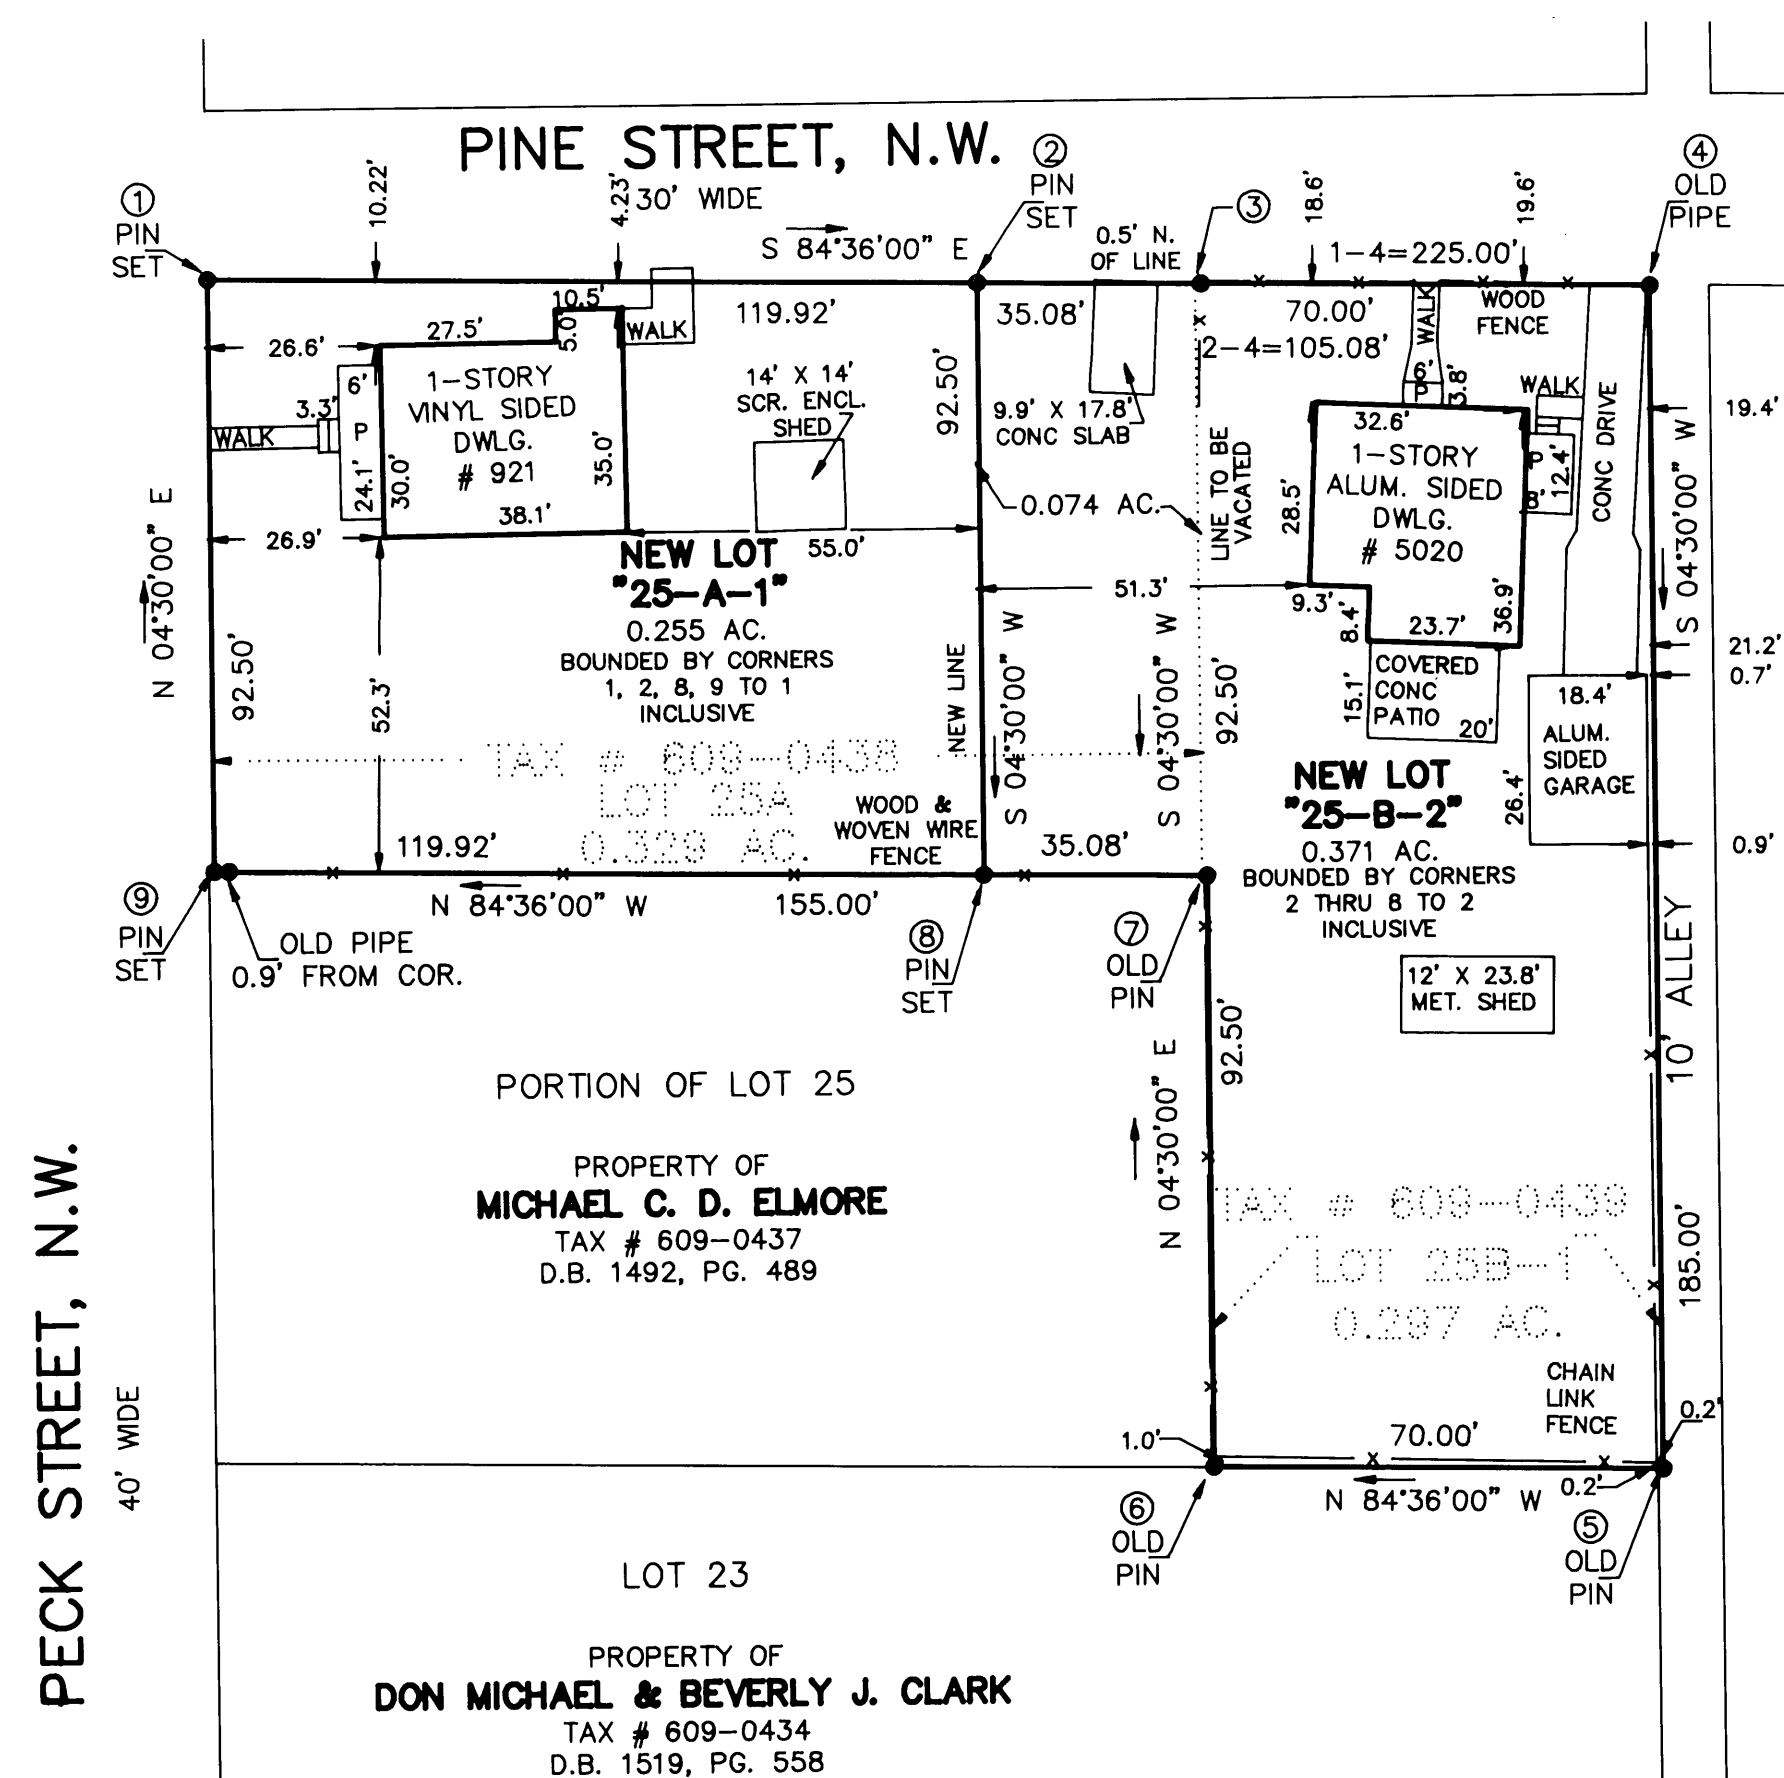 PINE STREET, N.W.
30' WIDE
S 84°36'00" E
1
PIN
SET
10.22'
4.23'
2
PIN
SET
3
0.5' N.
OF LINE
18.6'
19.6'
1-4=225.00'
4
OLD
PIPE
10.5'
5.0'
27.5'
26.6'
WALK
119.92'
35.08'
70.00'
2-4=105.08'
WALK
WOOD
FENCE
6'
1-STORY
VINYL SIDED
DWLG.
# 921
3.3'
WALK
P
24.1'
30.0'
35.0'
38.1'
26.9'
14' X 14'
SCR. ENCL.
SHED
92.50'
9.9' X 17.8'
CONC SLAB
0.074 AC.
LINE TO BE
VACATED
6'
P
3.8'
32.6'
1-STORY
ALUM. SIDED
DWLG.
# 5020
28.5'
WALK
P
8'
12.4'
CONC DRIVE
19.4'
S 04°30'00" W
55.0'
NEW LOT
"25-A-1"
0.255 AC.
BOUNDED BY CORNERS
1, 2, 8, 9 TO 1
INCLUSIVE
51.3'
9.3'
8.4'
23.7'
36.9'
21.2'
0.7'
N 04°30'00" E
92.50'
52.3'
NEW LINE
S 04°30'00" W
S 04°30'00" W
92.50'
COVERED
CONC
PATIO
15.1'
20'
18.4'
ALUM.
SIDED
GARAGE
26.4'
0.9'
TAX # 609-0438
LOT 25A
0.329 AC.
WOOD &
WOVEN WIRE
FENCE
NEW LOT
"25-B-2"
0.371 AC.
BOUNDED BY CORNERS
2 THRU 8 TO 2
INCLUSIVE
119.92'
35.08'
N 84°36'00" W
155.00'
9
PIN
SET
OLD PIPE
0.9' FROM COR.
8
PIN
SET
7
OLD
PIN
12' X 23.8'
MET. SHED
10' ALLEY
92.50'
N 04°30'00" E
PORTION OF LOT 25
PROPERTY OF
MICHAEL C. D. ELMORE
TAX # 609-0437
D.B. 1492, PG. 489
TAX # 609-0439
LOT 25B-1
0.297 AC.
185.00'
CHAIN
LINK
FENCE
0.2'
1.0'
70.00'
N 84°36'00" W
0.2'
6
OLD
PIN
5
OLD
PIN
PECK STREET, N.W.
40' WIDE
LOT 23
PROPERTY OF
DON MICHAEL & BEVERLY J. CLARK
TAX # 609-0434
D.B. 1519, PG. 558